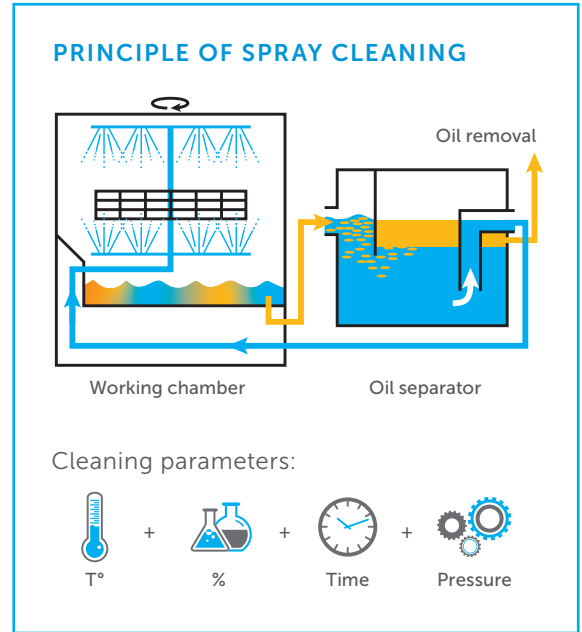 PRINCIPLE OF SPRAY CLEANING
Oil removal
Working chamber
Oil separator
Cleaning parameters:
+ + +
T° % Time Pressure